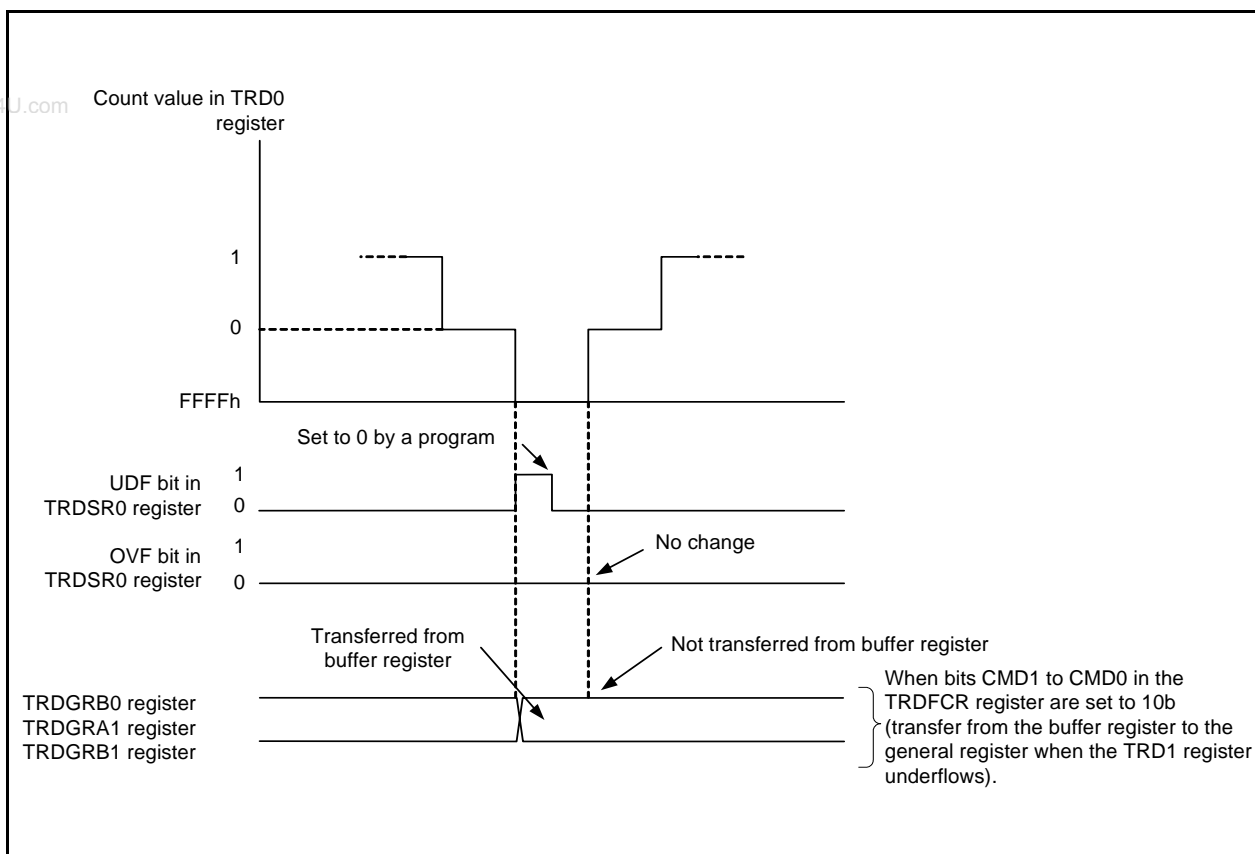 4U.com
Count value in TRD0
register
1
0
FFFFh
Set to 0 by a program
UDF bit in
TRDSR0 register
1
0
OVF bit in
TRDSR0 register
1
0
No change
Transferred from
buffer register
Not transferred from buffer register
TRDGRB0 register
TRDGRA1 register
TRDGRB1 register
When bits CMD1 to CMD0 in the
TRDFCR register are set to 10b
(transfer from the buffer register to the
general register when the TRD1 register
underflows).